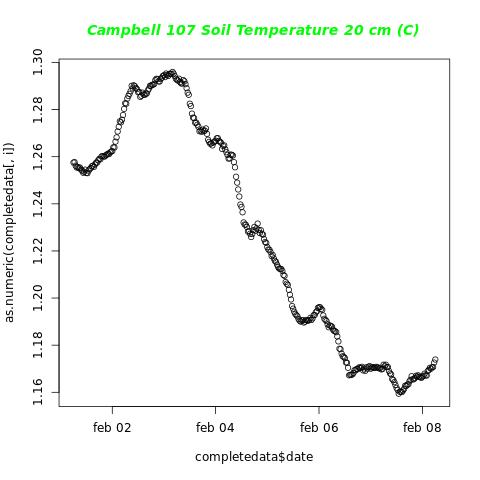 Campbell 107 Soil Temperature 20 cm (C)
as.numeric(completedata[, i])
1.30
1.28
1.26
1.24
1.22
1.20
1.18
1.16
feb 02
feb 04
feb 06
feb 08
completedata$date